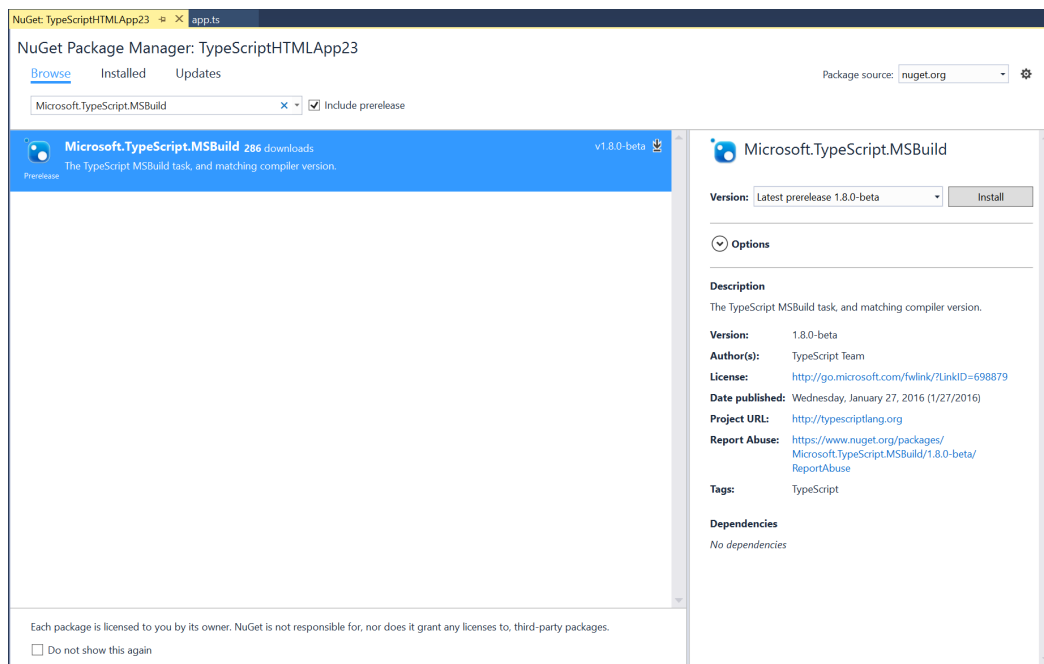 NuGet: TypeScriptHTMLApp23 app.ts
NuGet Package Manager: TypeScriptHTMLApp23
Browse Installed Updates
Package source: nuget.org
Microsoft.TypeScript.MSBuild Include prerelease
Microsoft.TypeScript.MSBuild 286 downloads v1.8.0-beta
The TypeScript MSBuild task, and matching compiler version.
Prerelease
Microsoft.TypeScript.MSBuild
Version: Latest prerelease 1.8.0-beta Install
Options
Description
The TypeScript MSBuild task, and matching compiler version.
Version: 1.8.0-beta
Author(s): TypeScript Team
License: http://go.microsoft.com/fwlink/?LinkID=698879
Date published: Wednesday, January 27, 2016 (1/27/2016)
Project URL: http://typescriptlang.org
Report Abuse: https://www.nuget.org/packages/
Microsoft.TypeScript.MSBuild/1.8.0-beta/
ReportAbuse
Tags: TypeScript
Dependencies
No dependencies
Each package is licensed to you by its owner. NuGet is not responsible for, nor does it grant any licenses to, third-party packages.
Do not show this again